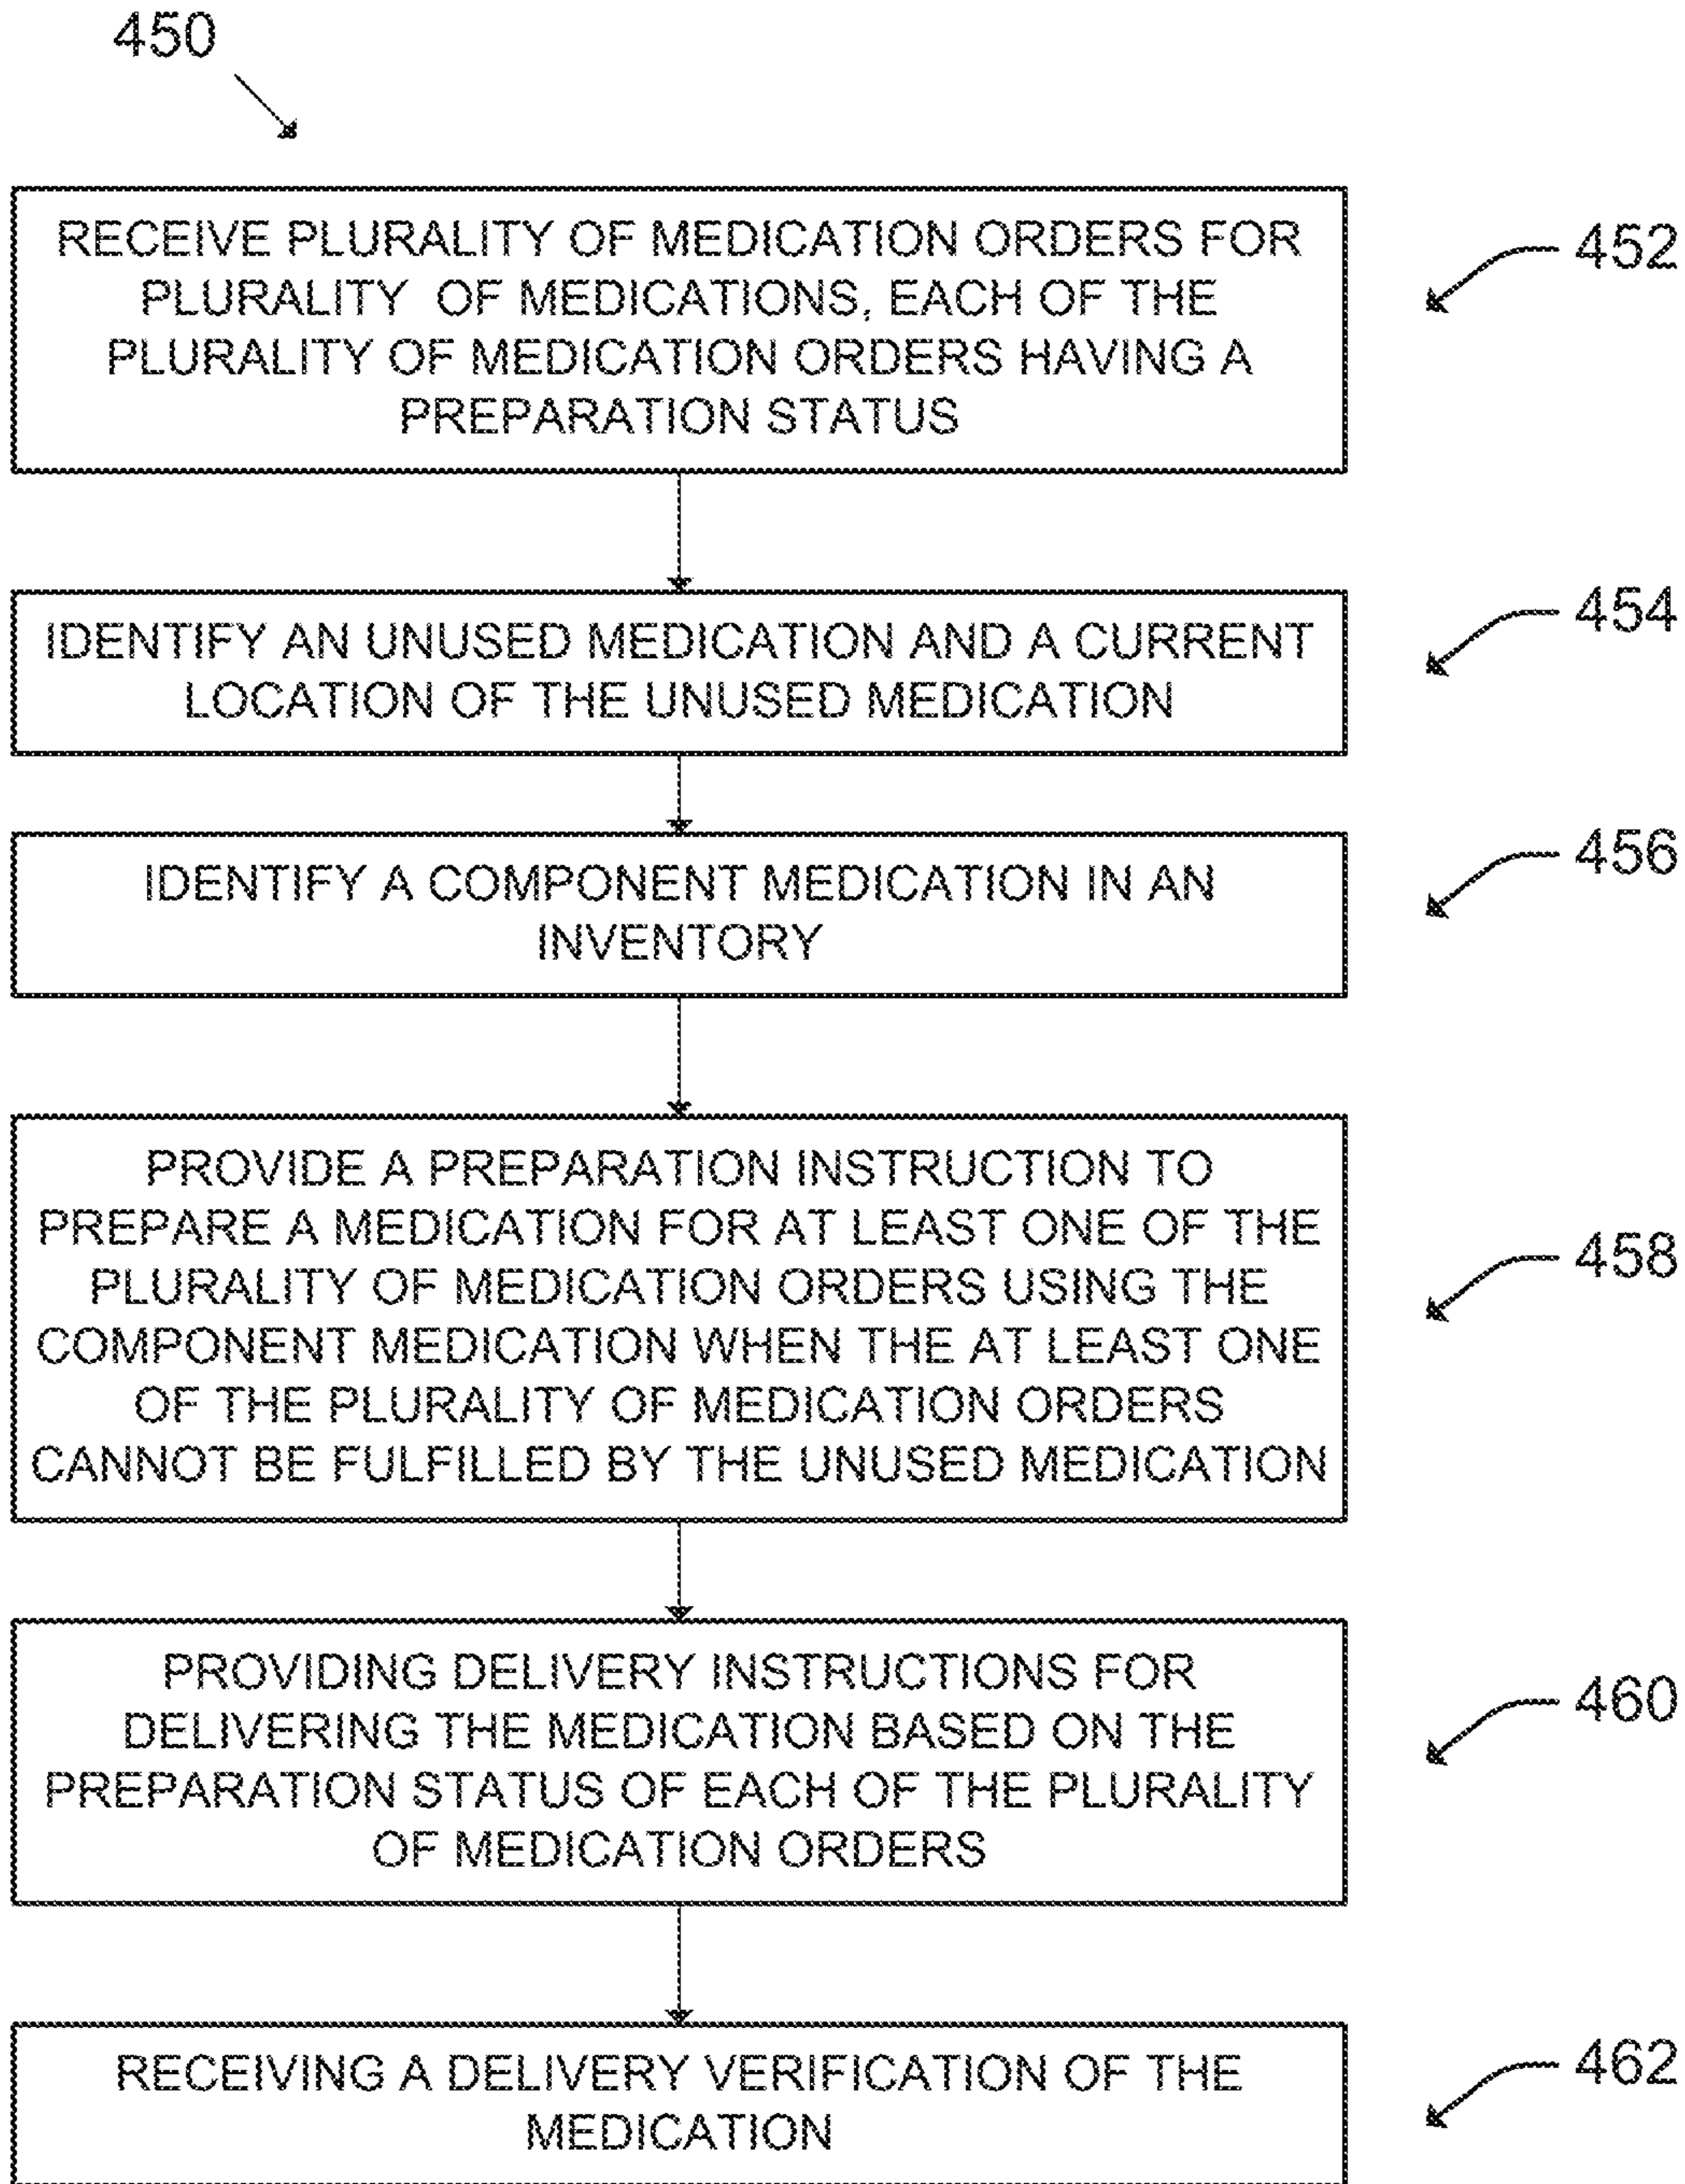 450
RECEIVE PLURALITY OF MEDICATION ORDERS FOR
PLURALITY OF MEDICATIONS, EACH OF THE
PLURALITY OF MEDICATION ORDERS HAVING A
PREPARATION STATUS
452
IDENTIFY AN UNUSED MEDICATION AND A CURRENT
LOCATION OF THE UNUSED MEDICATION
454
IDENTIFY A COMPONENT MEDICATION IN AN
INVENTORY
456
PROVIDE A PREPARATION INSTRUCTION TO
PREPARE A MEDICATION FOR AT LEAST ONE OF THE
PLURALITY OF MEDICATION ORDERS USING THE
COMPONENT MEDICATION WHEN THE AT LEAST ONE
OF THE PLURALITY OF MEDICATION ORDERS
CANNOT BE FULFILLED BY THE UNUSED MEDICATION
458
PROVIDING DELIVERY INSTRUCTIONS FOR
DELIVERING THE MEDICATION BASED ON THE
PREPARATION STATUS OF EACH OF THE PLURALITY
OF MEDICATION ORDERS
460
RECEIVING A DELIVERY VERIFICATION OF THE
MEDICATION
462